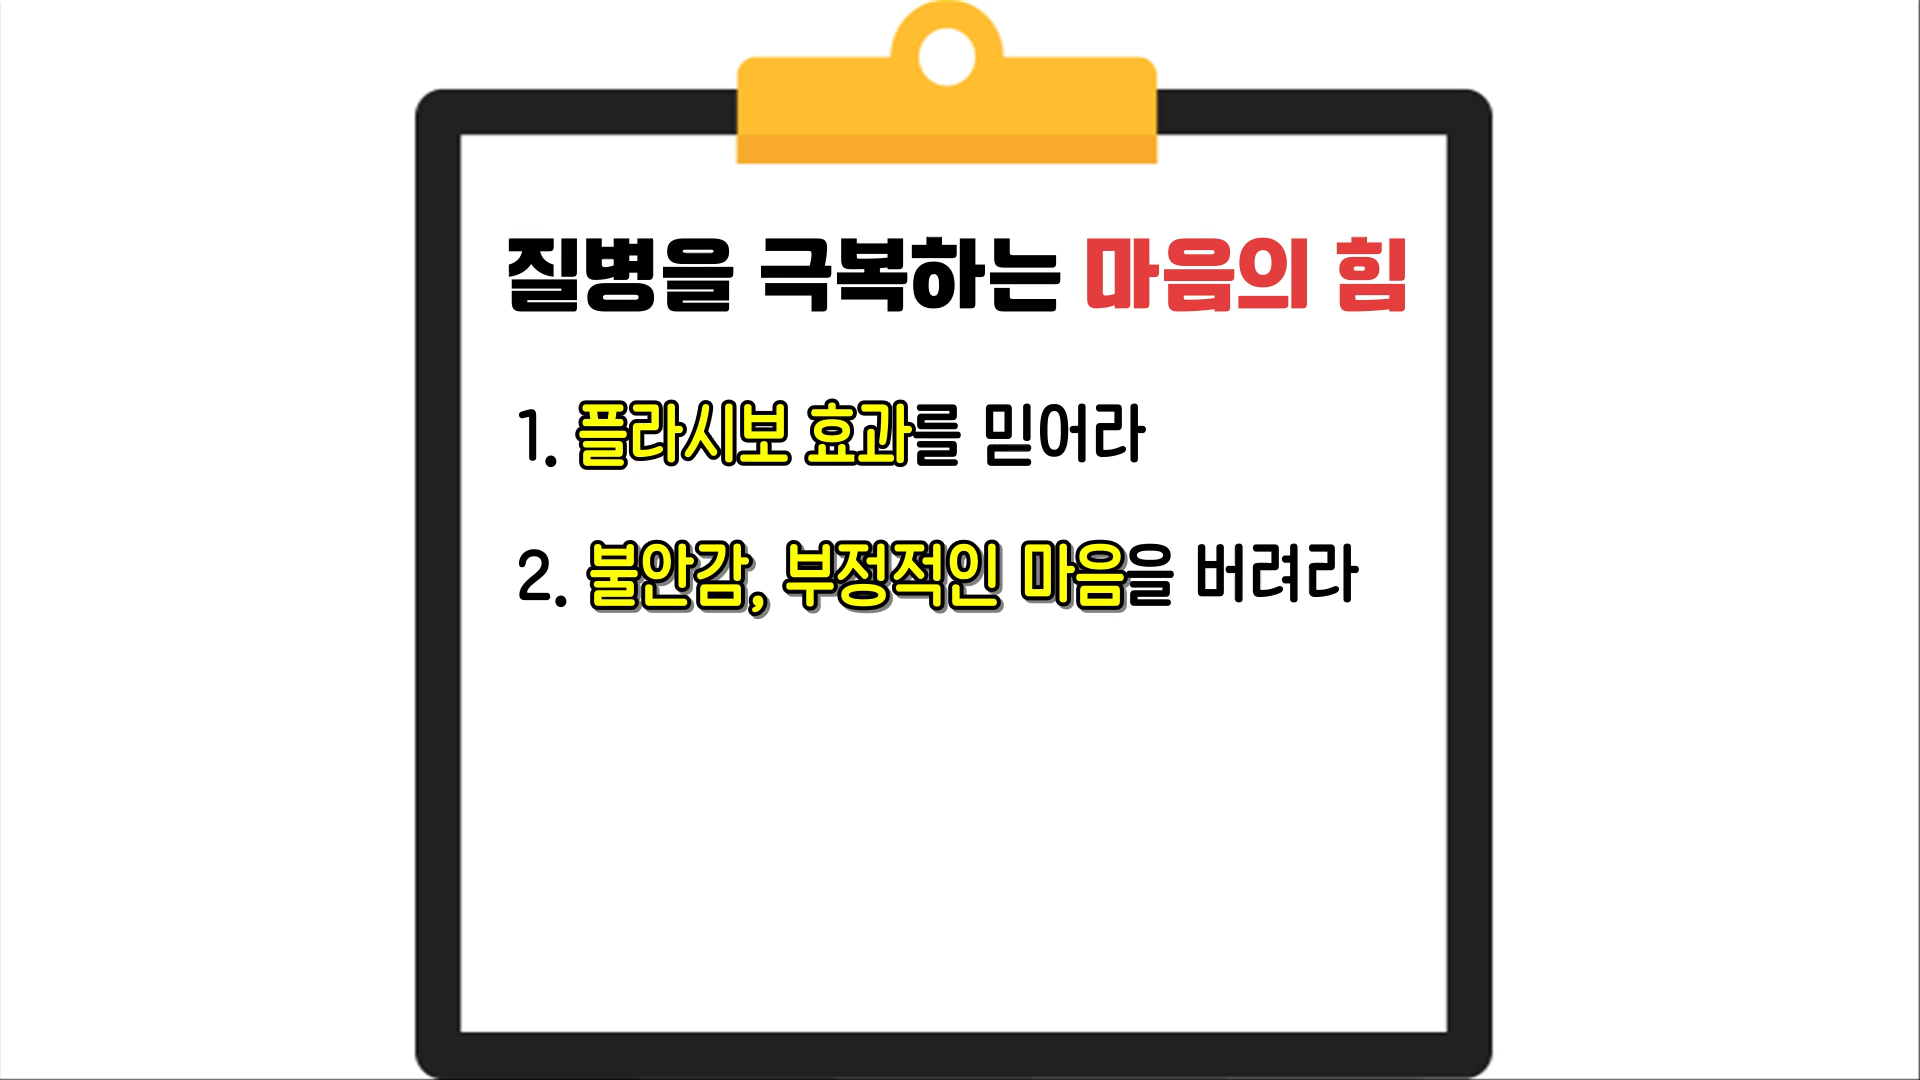 질병을 극복하는 마음의 힘
1. 플라시보 효과를 믿어라
2. 불안감, 부정적인 마음을 버려라